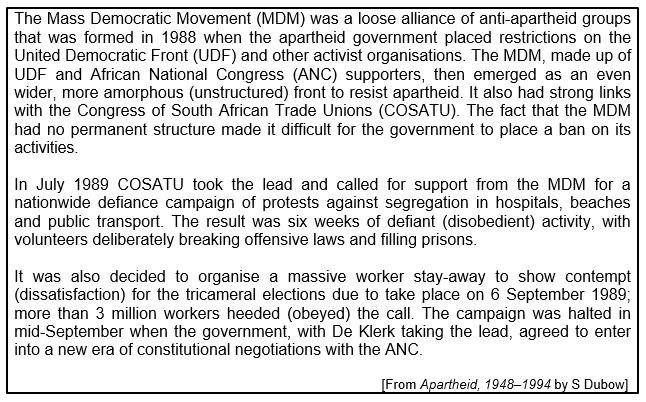 The Mass Democratic Movement (MDM) was a loose alliance of anti-apartheid groups
that was formed in 1988 when the apartheid government placed restrictions on the
United Democratic Front (UDF) and other activist organisations. The MDM, made up of
UDF and African National Congress (ANC) supporters, then emerged as an even
wider, more amorphous (unstructured) front to resist apartheid. It also had strong links
with the Congress of South African Trade Unions (COSATU). The fact that the MDM
had no permanent structure made it difficult for the government to place a ban on its
activities.
In July 1989 COSATU took the lead and called for support from the MDM for a
nationwide defiance campaign of protests against segregation in hospitals, beaches
and public transport. The result was six weeks of defiant (disobedient) activity, with
volunteers deliberately breaking offensive laws and filling prisons.
It was also decided to organise a massive worker stay-away to show contempt
(dissatisfaction) for the tricameral elections due to take place on 6 September 1989;
more than 3 million workers heeded (obeyed) the call. The campaign was halted in
mid-September when the government, with De Klerk taking the lead, agreed to enter
into a new era of constitutional negotiations with the ANC.
[From Apartheid, 1948–1994 by S Dubow]